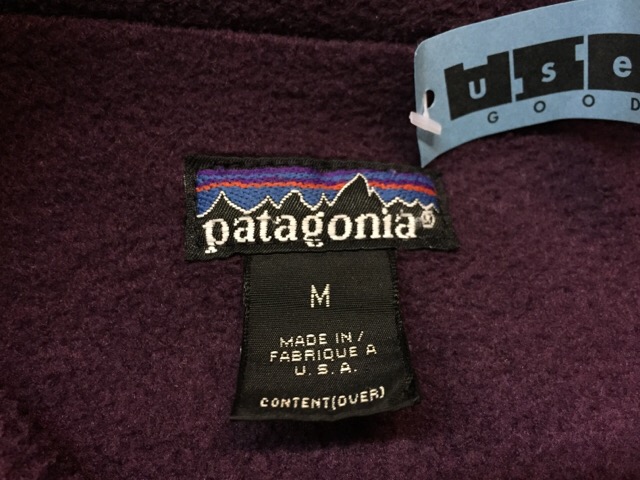 use
GOOD
patagonia®
M
MADE IN/
FABRIQUE A
U.S.A.
CONTENT(OVER)